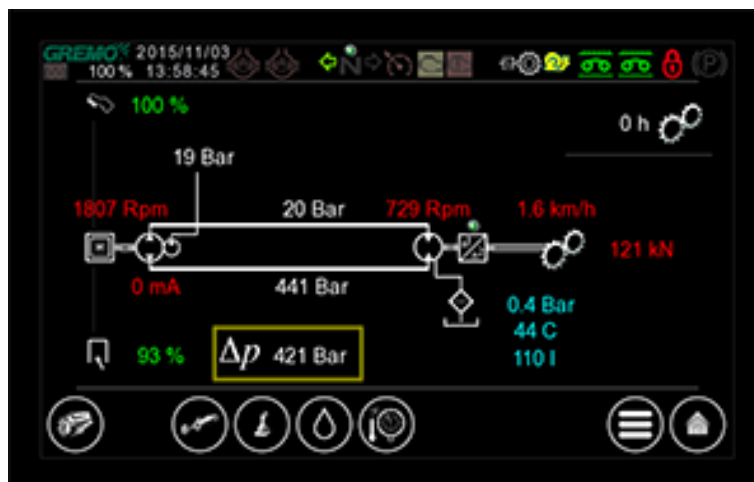 GREMO
2015/11/03
100 % 13:58:45
N
(P)
100 %
0 h
19 Bar
1807 Rpm
20 Bar
729 Rpm
1.6 km/h
121 kN
0 mA
441 Bar
0.4 Bar
44 C
110 l
93 %
Δp 421 Bar